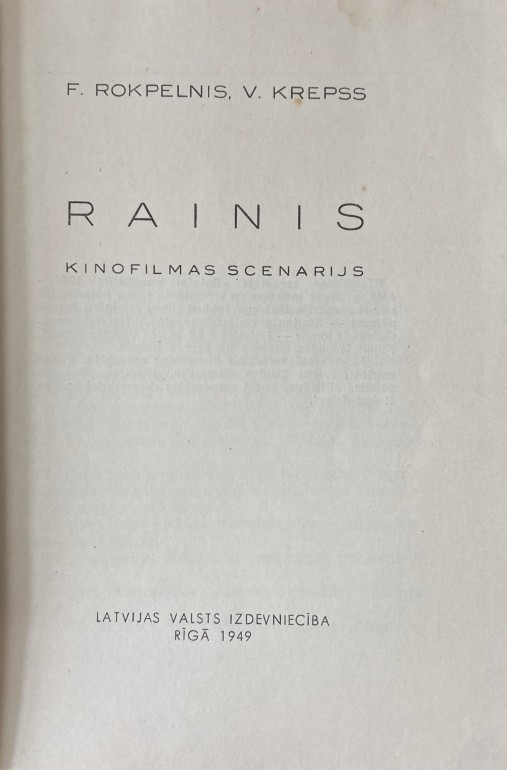 F. ROKPELNIS, V. KREPSS
RAINIS
KINOFILMAS SCENARIJS
LATVIJAS VALSTS IZDEVNIECĪBA
RĪGĀ 1949